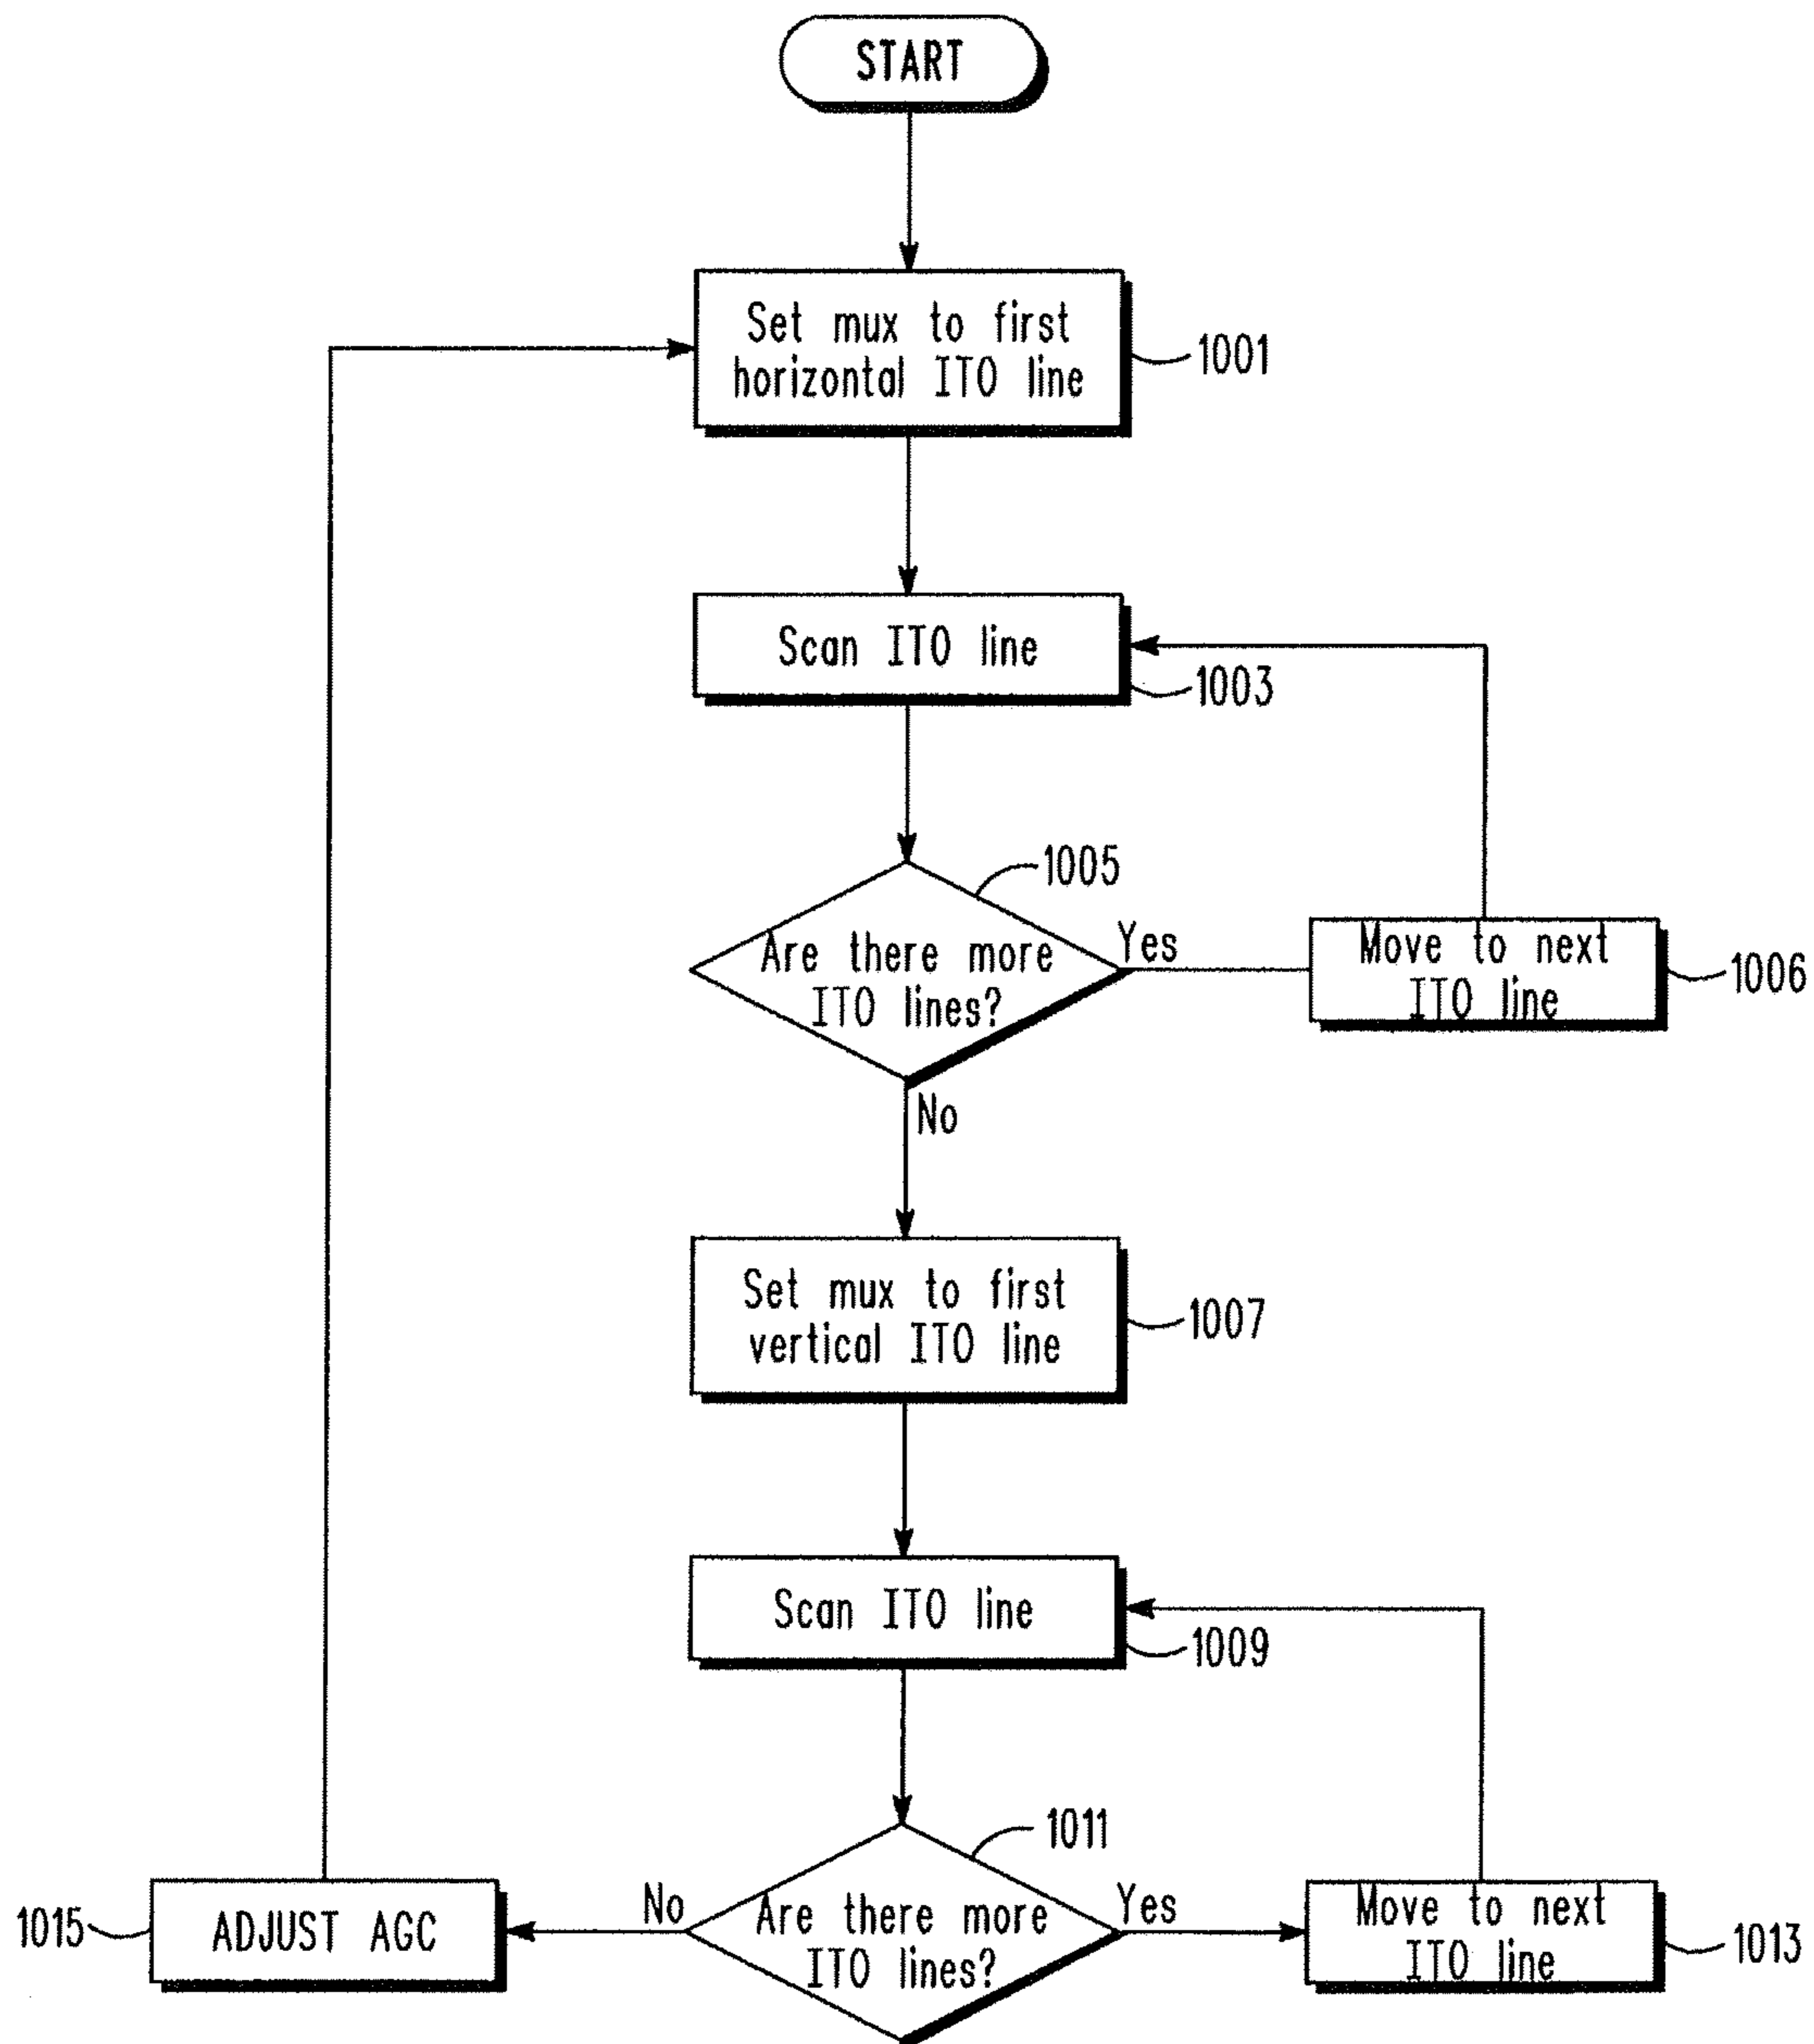 START
Set mux to first
horizontal ITO line
1001
Scan ITO line
1003
1005
Are there more
ITO lines?
Yes
Move to next
ITO line
1006
No
Set mux to first
vertical ITO line
1007
Scan ITO line
1009
1011
Are there more
ITO lines?
Yes
Move to next
ITO line
1013
No
ADJUST AGC
1015